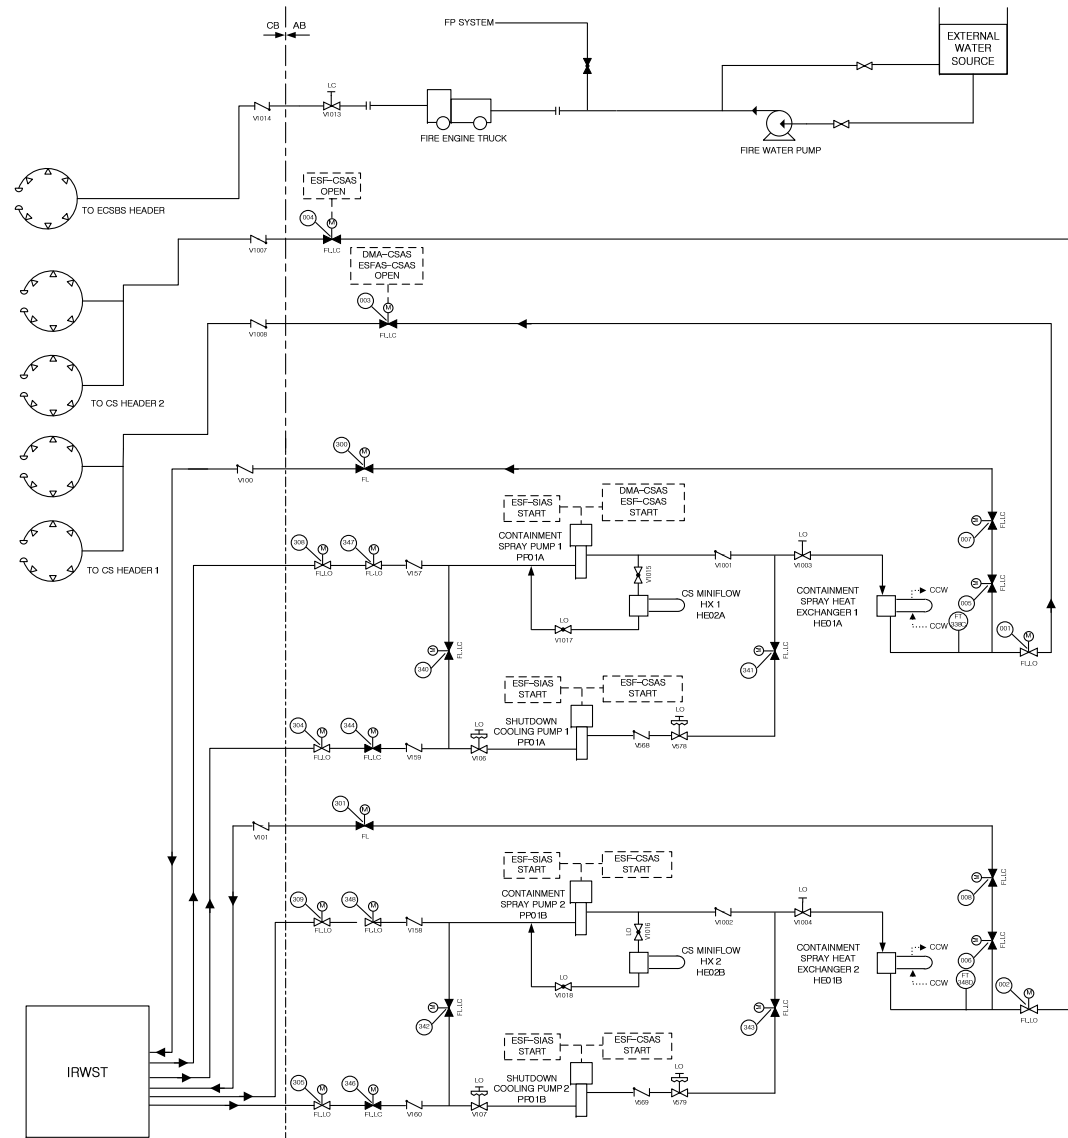 CB AB
FP SYSTEM
EXTERNAL
WATER
SOURCE
LC
V1014
V1013
FIRE ENGINE TRUCK
FIRE WATER PUMP
TO ECSBS HEADER
ESF-CSAS
OPEN
004
M
V1007
FL,LC
DMA-CSAS
ESFAS-CSAS
OPEN
003
M
V1008
FL,LC
TO CS HEADER 2
TO CS HEADER 1
300
M
V100
FL
ESF-SIAS
START
DMA-CSAS
ESF-CSAS
START
CONTAINMENT
SPRAY PUMP 1
PP01A
308
M
347
M
FL,LO
FL,LO
V157
V1015
CS MINIFLOW
HX 1
HE02A
V1017
V1001
LO
V1003
M
FL,LC
007
M
FL,LC
005
CONTAINMENT
SPRAY HEAT
EXCHANGER 1
HE01A
CCW
CCW
FT
338C
001
M
FL,LO
M
340
FL,LC
M
341
FL,LC
ESF-SIAS
START
ESF-CSAS
START
SHUTDOWN
COOLING PUMP 1
PP01A
304
M
344
M
FL,LO
FL,LC
V159
LO
V106
V568
LO
V578
301
M
V101
FL
ESF-SIAS
START
ESF-CSAS
START
CONTAINMENT
SPRAY PUMP 2
PP01B
309
M
348
M
FL,LO
FL,LO
V158
LO
V1016
CS MINIFLOW
HX 2
HE02B
V1018
V1002
LO
V1004
M
FL,LC
008
M
FL,LC
006
CONTAINMENT
SPRAY HEAT
EXCHANGER 2
HE01B
CCW
CCW
FT
348D
002
M
FL,LO
M
342
FL,LC
M
343
FL,LC
ESF-SIAS
START
ESF-CSAS
START
SHUTDOWN
COOLING PUMP 2
PP01B
305
M
346
M
FL,LO
FL,LC
V160
LO
V107
V569
LO
V579
IRWST